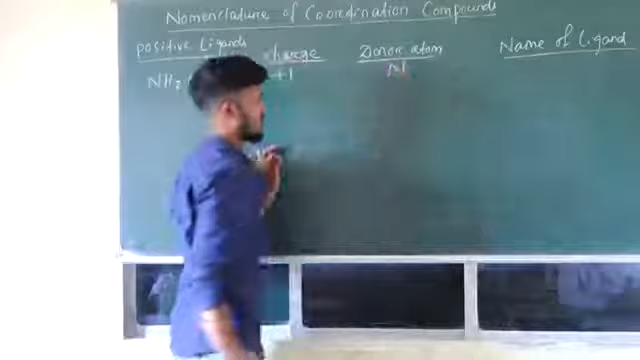 Nomenclature of Coordination Compounds
positive Ligands charge Donor atom Name of Ligand
NH₂ +1 N